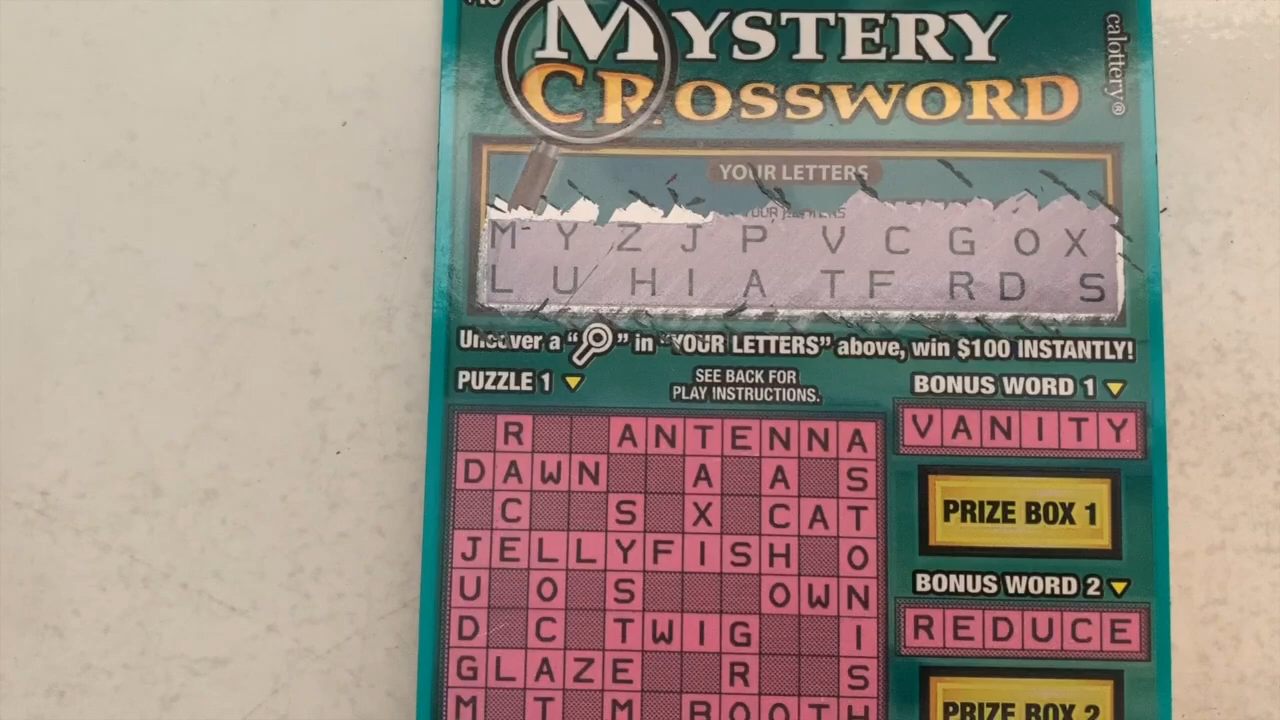 MYSTERY
CROSSWORD
calottery®
YOUR LETTERS
M Y Z J P V C G O X
L U H I A T F R D S
Uncover a " " in "YOUR LETTERS" above, win $100 INSTANTLY!
PUZZLE 1
SEE BACK FOR
PLAY INSTRUCTIONS.
BONUS WORD 1
VANITY
PRIZE BOX 1
BONUS WORD 2
REDUCE
PRIZE BOX 2
R ANTENNA
DAWN A A S
C S X CAT
JELLYFISH O
U O S OWN
D C TWIG I
GLAZE R S
M T M BOOTH